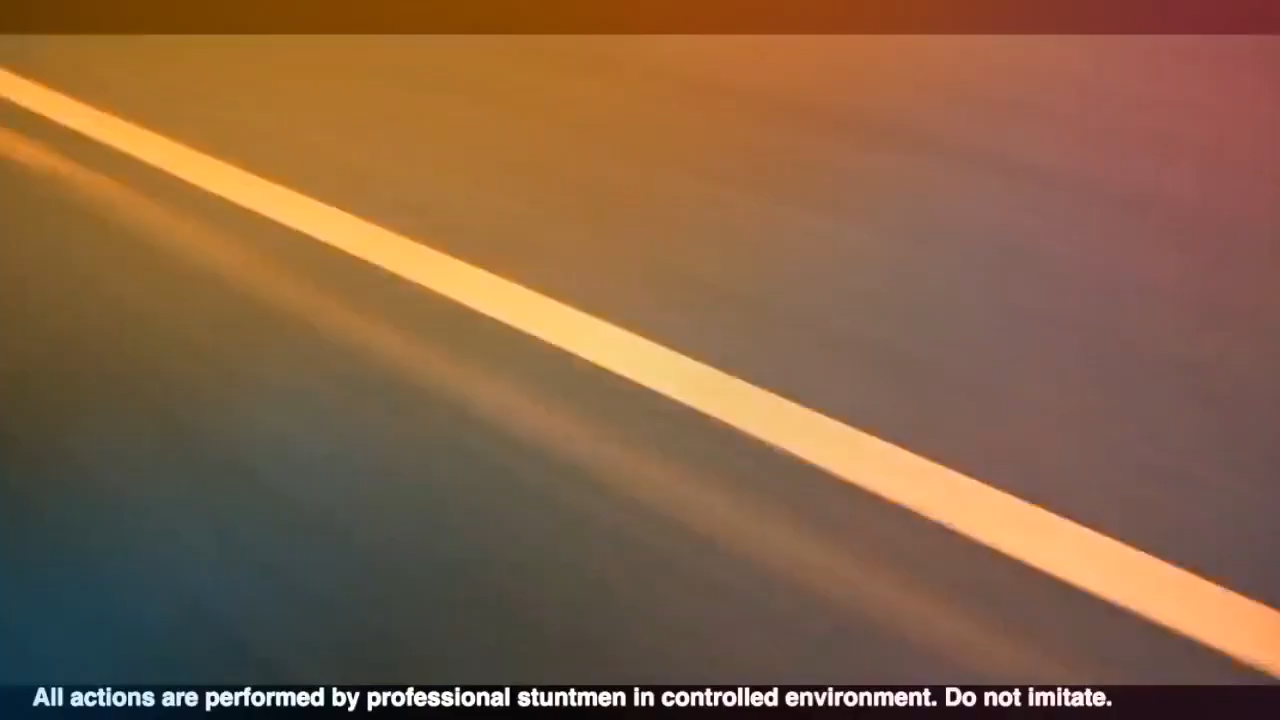 All actions are performed by professional stuntmen in controlled environment. Do not imitate.